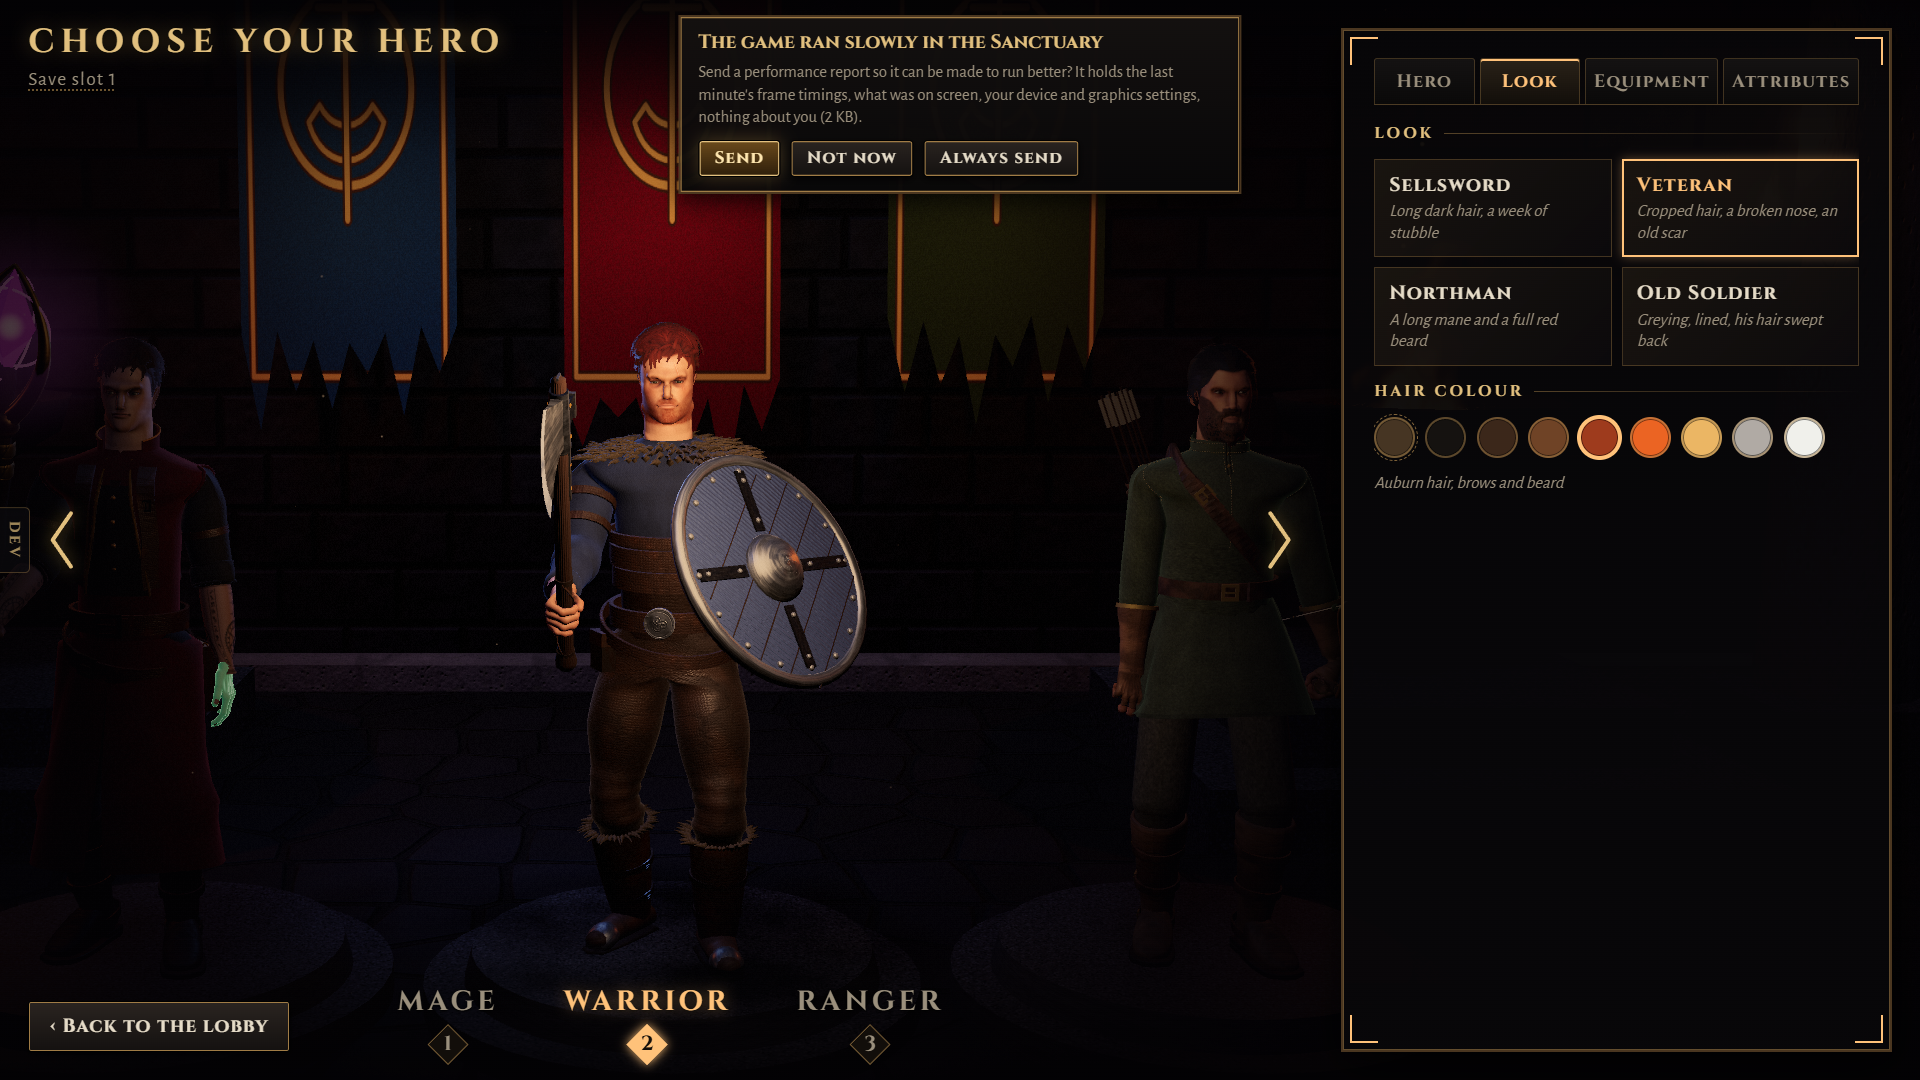 CHOOSE YOUR HERO
Save slot 1
THE GAME RAN SLOWLY IN THE SANCTUARY
Send a performance report so it can be made to run better? It holds the last
minute's frame timings, what was on screen, your device and graphics settings,
nothing about you (2 KB).
SEND
NOT NOW
ALWAYS SEND
HERO
LOOK
EQUIPMENT
ATTRIBUTES
LOOK
SELLSWORD
Long dark hair, a week of
stubble
VETERAN
Cropped hair, a broken nose, an
old scar
NORTHMAN
A long mane and a full red
beard
OLD SOLDIER
Greying, lined, his hair swept
back
HAIR COLOUR
Auburn hair, brows and beard
DEV
MAGE
1
WARRIOR
2
RANGER
3
‹ BACK TO THE LOBBY